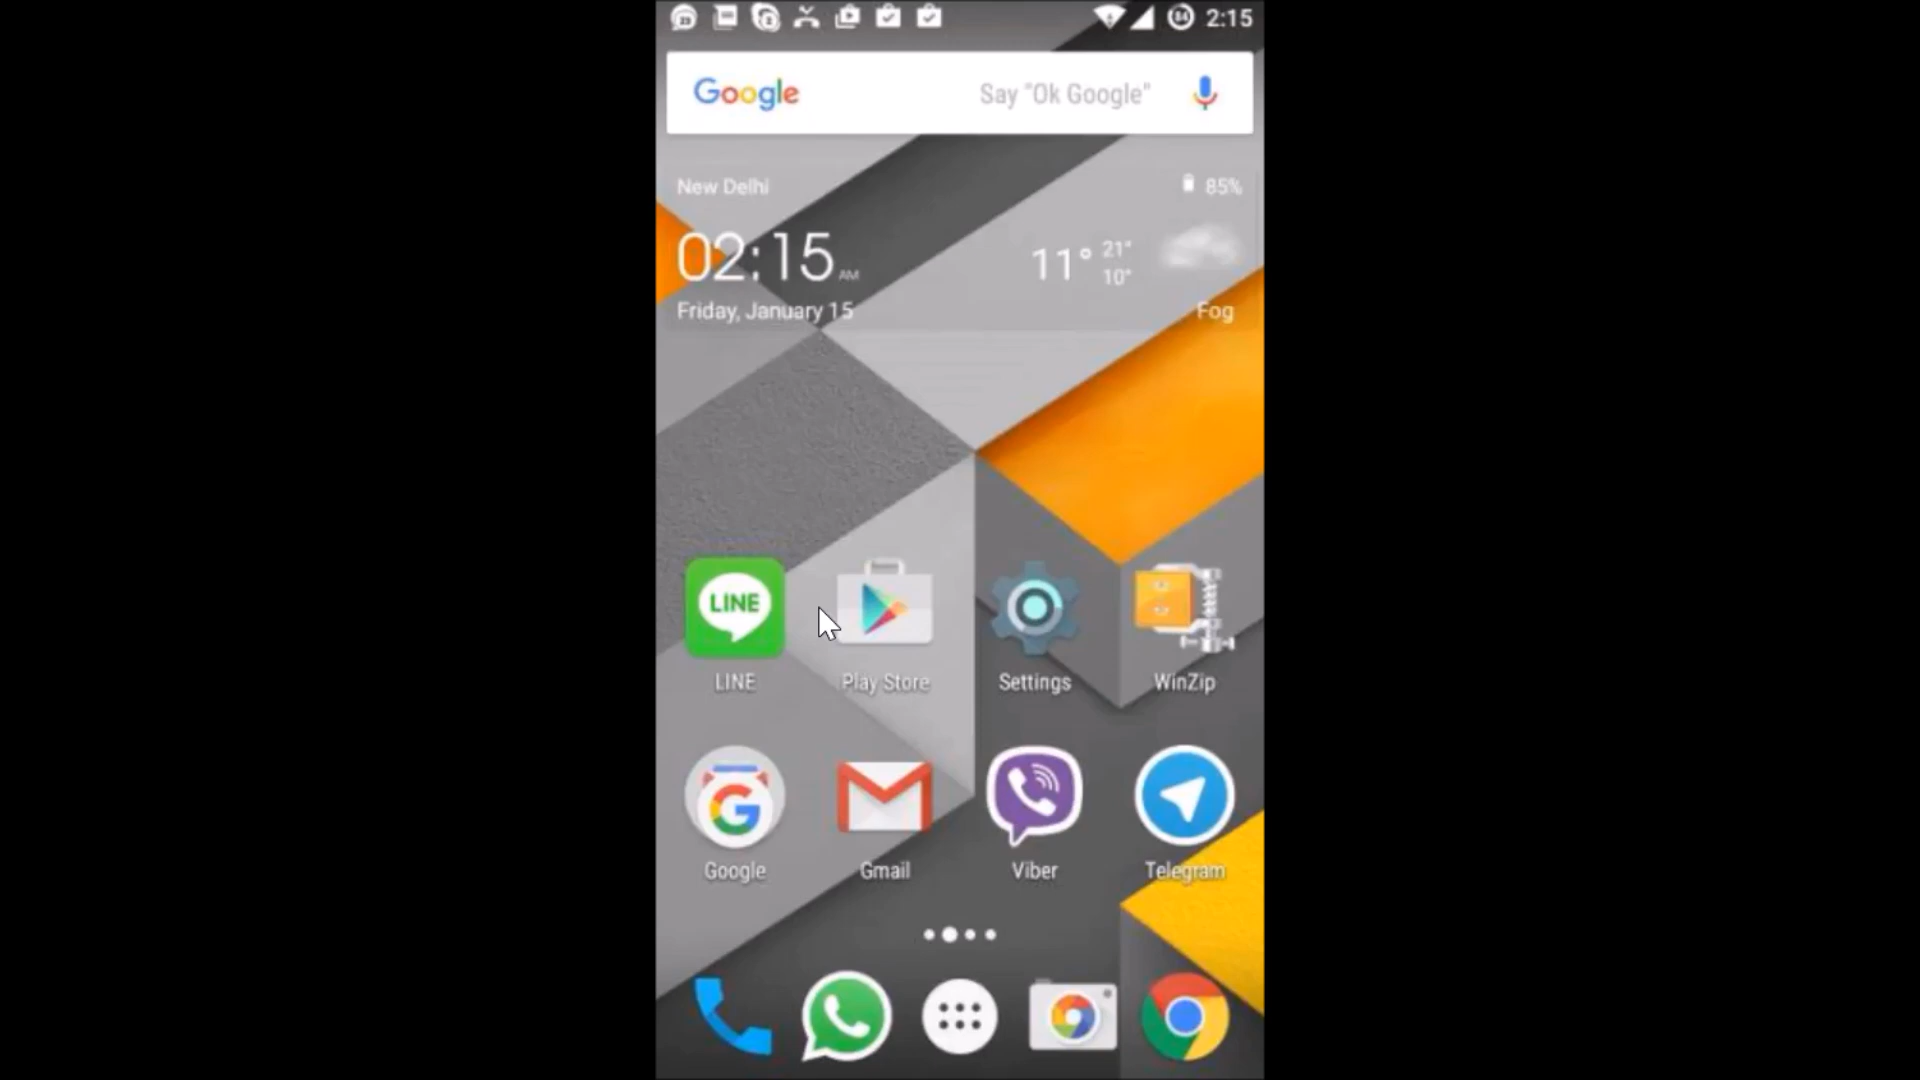 2:15
Google Say "Ok Google"
New Delhi 85%
02:15 AM 11° 21°
10°
Friday, January 15 Fog
LINE
LINE Play Store Settings WinZip
G
Google Gmail Viber Telegram